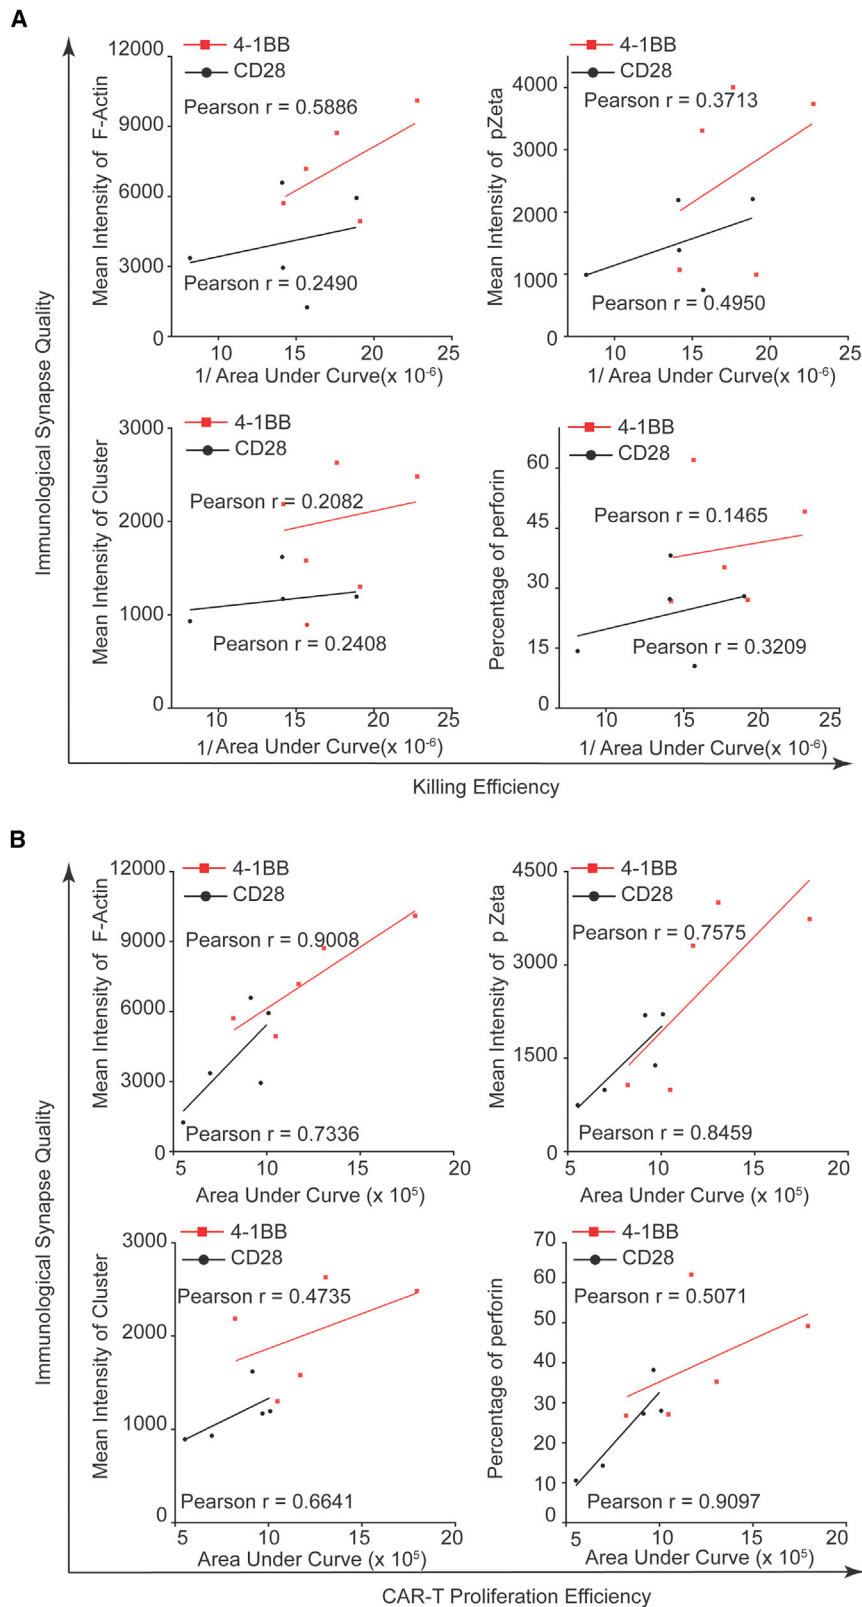 A
Immunological Synapse Quality
4-1BB
CD28
Pearson r = 0.5886
Pearson r = 0.2490
Mean Intensity of F-Actin
12000
9000
6000
3000
0
10 15 20 25
1/ Area Under Curve(x 10⁻⁶)
4-1BB
CD28
Pearson r = 0.3713
Pearson r = 0.4950
Mean Intensity of pZeta
4000
3000
2000
1000
0
10 15 20 25
1/ Area Under Curve(x 10⁻⁶)
4-1BB
CD28
Pearson r = 0.2082
Pearson r = 0.2408
Mean Intensity of Cluster
3000
2000
1000
0
10 15 20 25
1/ Area Under Curve(x 10⁻⁶)
4-1BB
CD28
Pearson r = 0.1465
Pearson r = 0.3209
Percentage of perforin
60
45
30
15
0
10 15 20 25
1/ Area Under Curve(x 10⁻⁶)
Killing Efficiency
B
Immunological Synapse Quality
4-1BB
CD28
Pearson r = 0.9008
Pearson r = 0.7336
Mean Intensity of F-Actin
12000
9000
6000
3000
0
5 10 15 20
Area Under Curve (x 10⁵)
4-1BB
CD28
Pearson r = 0.7575
Pearson r = 0.8459
Mean Intensity of p Zeta
4500
3000
1500
0
5 10 15 20
Area Under Curve (x 10⁵)
4-1BB
CD28
Pearson r = 0.4735
Pearson r = 0.6641
Mean Intensity of Cluster
3000
2000
1000
0
5 10 15 20
Area Under Curve (x 10⁵)
4-1BB
CD28
Pearson r = 0.5071
Pearson r = 0.9097
Percentage of perforin
70
60
50
40
30
20
10
0
5 10 15 20
Area Under Curve (x 10⁵)
CAR-T Proliferation Efficiency